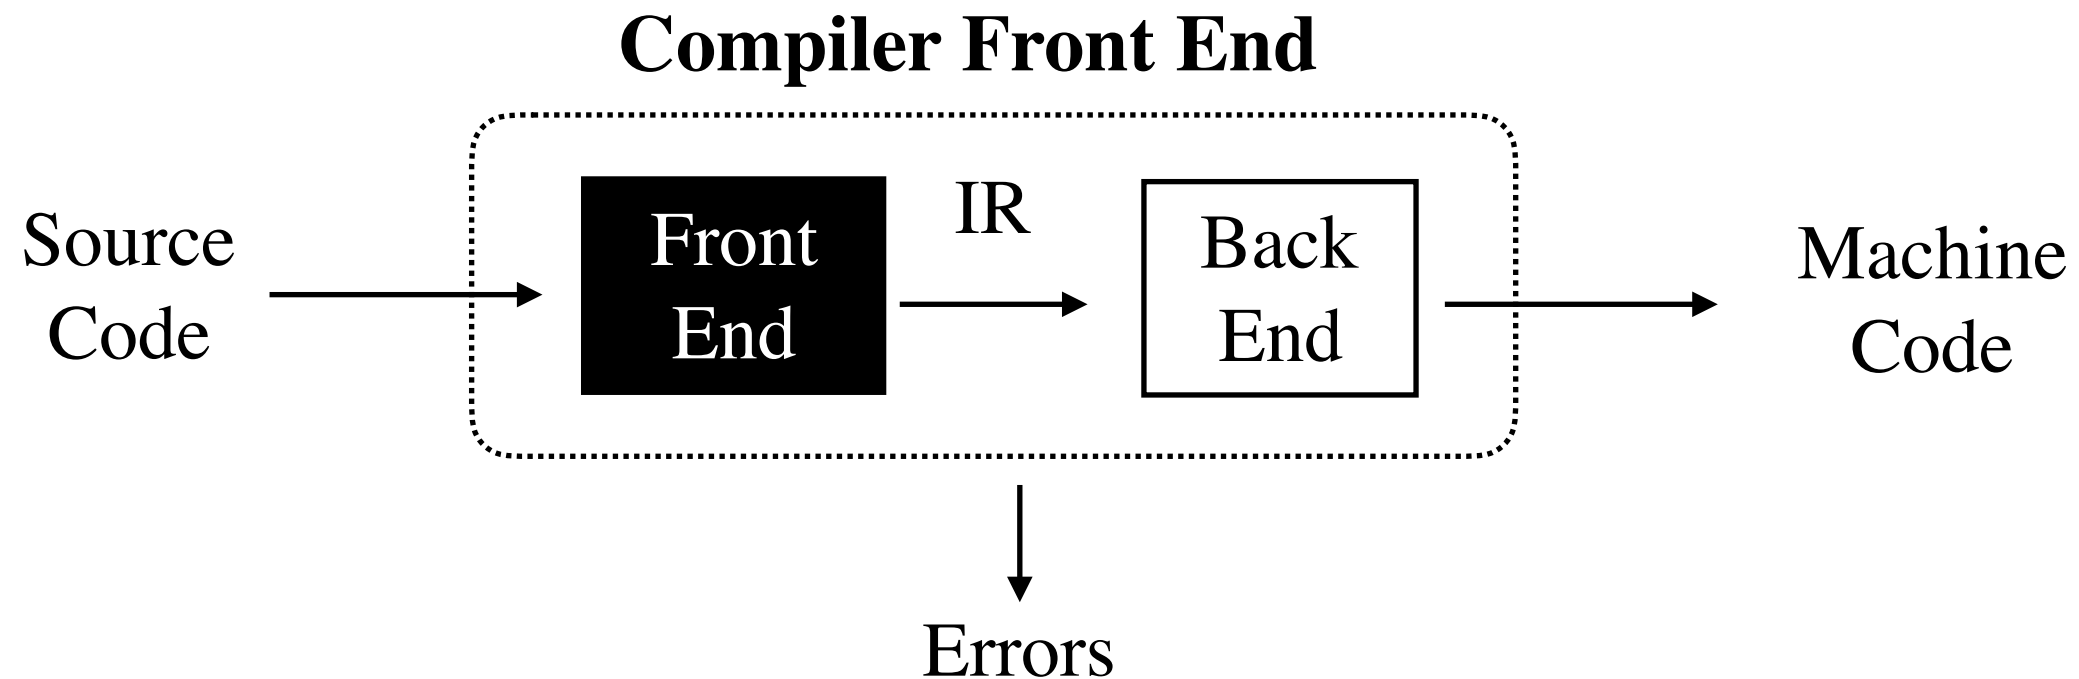 Compiler Front End
Source
Code
Front
End
IR
Back
End
Machine
Code
Errors